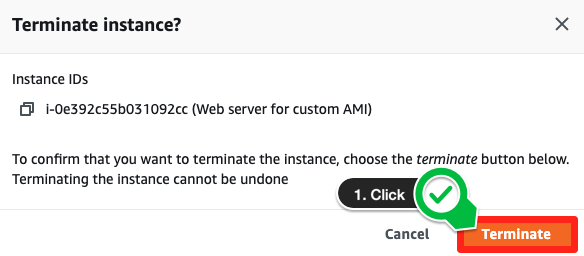 Terminate instance?
Instance IDs
i-0e392c55b031092cc (Web server for custom AMI)
To confirm that you want to terminate the instance, choose the terminate button below.
Terminating the instance cannot be undone
1. Click
Cancel
Terminate